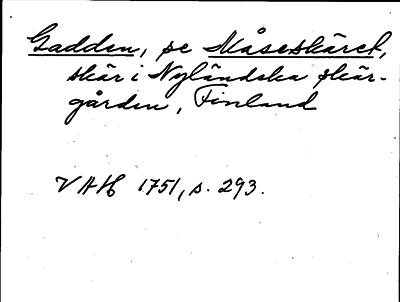 Gadden, se Måseskäret,
skär i Nyländska skär-
gården, Finland
VAH 1751, s. 293.